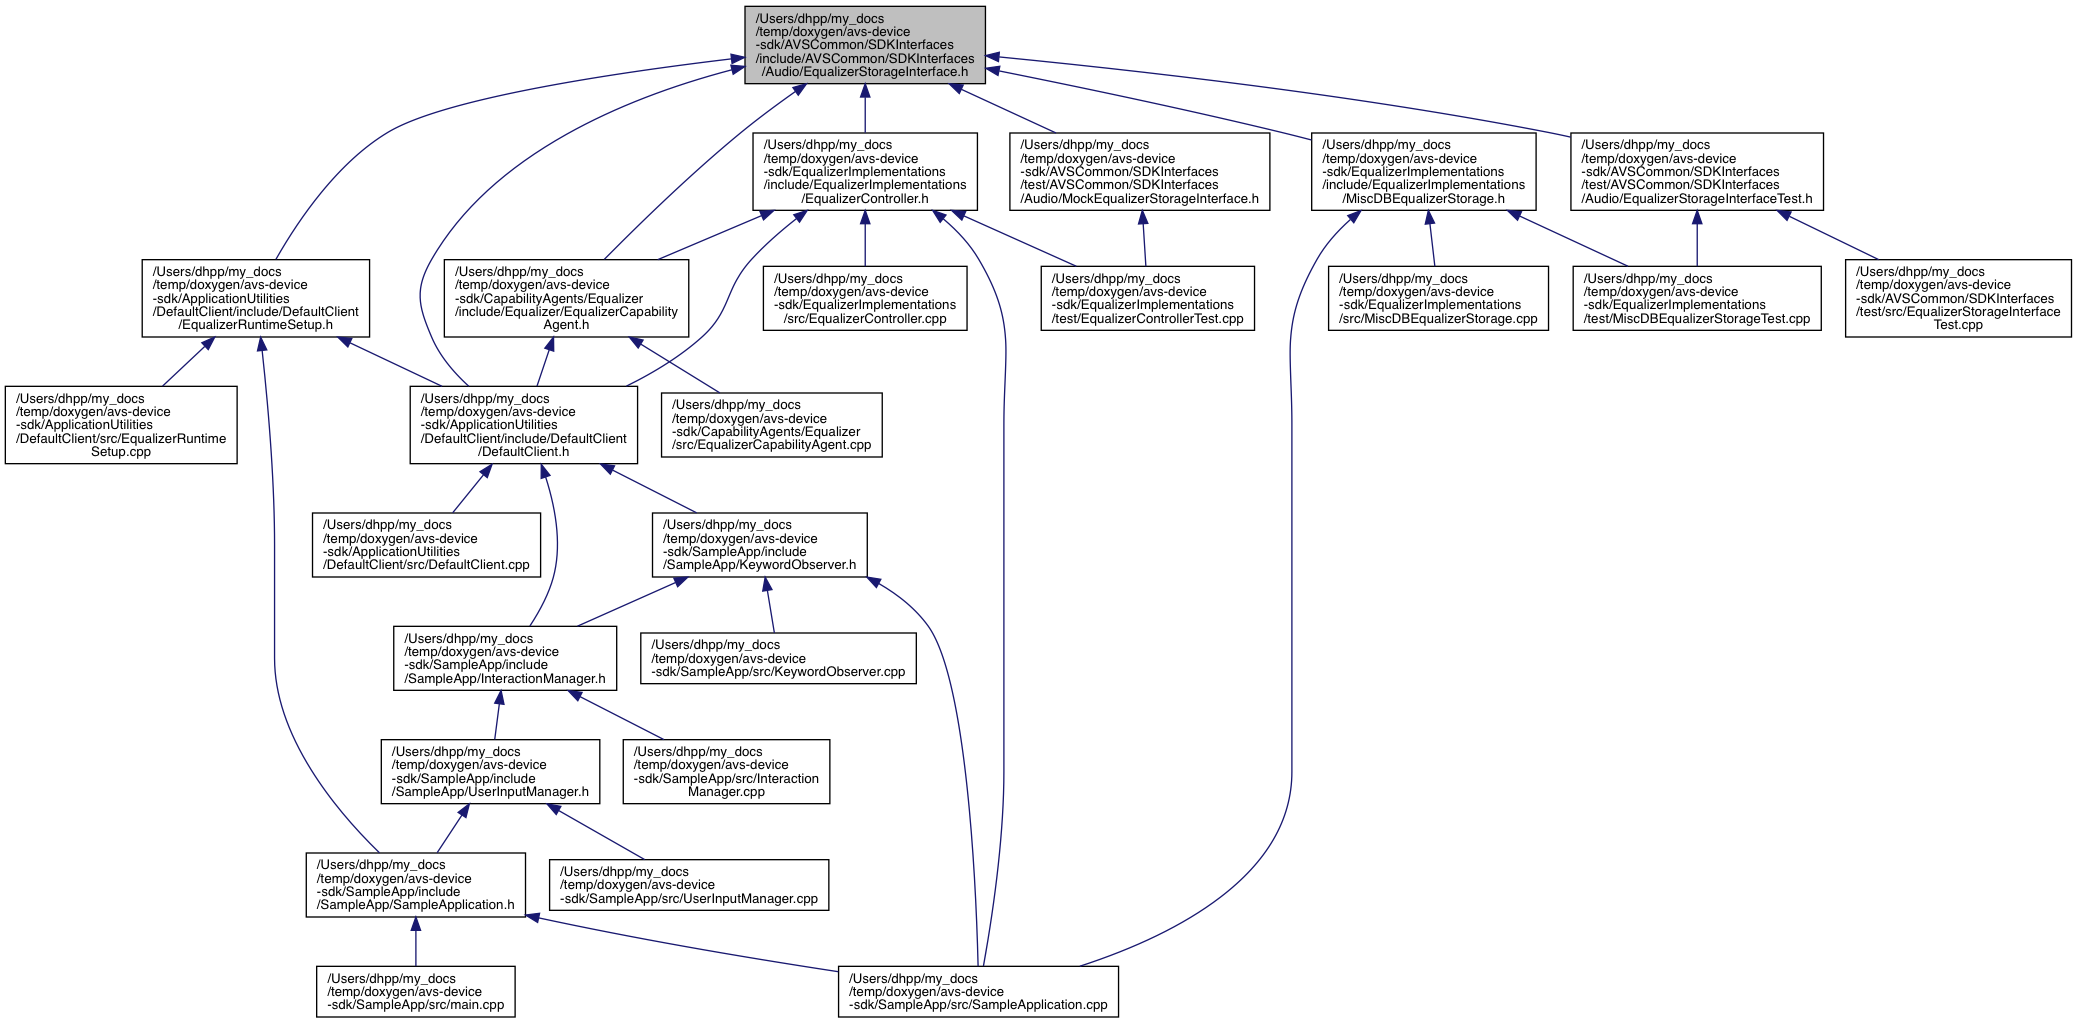 /Users/dhpp/my_docs
/temp/doxygen/avs-device
-sdk/AVSCommon/SDKInterfaces
/include/AVSCommon/SDKInterfaces
/Audio/EqualizerStorageInterface.h
/Users/dhpp/my_docs
/temp/doxygen/avs-device
-sdk/EqualizerImplementations
/include/EqualizerImplementations
/EqualizerController.h
/Users/dhpp/my_docs
/temp/doxygen/avs-device
-sdk/AVSCommon/SDKInterfaces
/test/AVSCommon/SDKInterfaces
/Audio/MockEqualizerStorageInterface.h
/Users/dhpp/my_docs
/temp/doxygen/avs-device
-sdk/EqualizerImplementations
/include/EqualizerImplementations
/MiscDBEqualizerStorage.h
/Users/dhpp/my_docs
/temp/doxygen/avs-device
-sdk/AVSCommon/SDKInterfaces
/test/AVSCommon/SDKInterfaces
/Audio/EqualizerStorageInterfaceTest.h
/Users/dhpp/my_docs
/temp/doxygen/avs-device
-sdk/ApplicationUtilities
/DefaultClient/include/DefaultClient
/EqualizerRuntimeSetup.h
/Users/dhpp/my_docs
/temp/doxygen/avs-device
-sdk/CapabilityAgents/Equalizer
/include/Equalizer/EqualizerCapability
Agent.h
/Users/dhpp/my_docs
/temp/doxygen/avs-device
-sdk/EqualizerImplementations
/src/EqualizerController.cpp
/Users/dhpp/my_docs
/temp/doxygen/avs-device
-sdk/EqualizerImplementations
/test/EqualizerControllerTest.cpp
/Users/dhpp/my_docs
/temp/doxygen/avs-device
-sdk/EqualizerImplementations
/src/MiscDBEqualizerStorage.cpp
/Users/dhpp/my_docs
/temp/doxygen/avs-device
-sdk/EqualizerImplementations
/test/MiscDBEqualizerStorageTest.cpp
/Users/dhpp/my_docs
/temp/doxygen/avs-device
-sdk/AVSCommon/SDKInterfaces
/test/src/EqualizerStorageInterface
Test.cpp
/Users/dhpp/my_docs
/temp/doxygen/avs-device
-sdk/ApplicationUtilities
/DefaultClient/src/EqualizerRuntime
Setup.cpp
/Users/dhpp/my_docs
/temp/doxygen/avs-device
-sdk/ApplicationUtilities
/DefaultClient/include/DefaultClient
/DefaultClient.h
/Users/dhpp/my_docs
/temp/doxygen/avs-device
-sdk/CapabilityAgents/Equalizer
/src/EqualizerCapabilityAgent.cpp
/Users/dhpp/my_docs
/temp/doxygen/avs-device
-sdk/ApplicationUtilities
/DefaultClient/src/DefaultClient.cpp
/Users/dhpp/my_docs
/temp/doxygen/avs-device
-sdk/SampleApp/include
/SampleApp/KeywordObserver.h
/Users/dhpp/my_docs
/temp/doxygen/avs-device
-sdk/SampleApp/include
/SampleApp/InteractionManager.h
/Users/dhpp/my_docs
/temp/doxygen/avs-device
-sdk/SampleApp/src/KeywordObserver.cpp
/Users/dhpp/my_docs
/temp/doxygen/avs-device
-sdk/SampleApp/include
/SampleApp/UserInputManager.h
/Users/dhpp/my_docs
/temp/doxygen/avs-device
-sdk/SampleApp/src/Interaction
Manager.cpp
/Users/dhpp/my_docs
/temp/doxygen/avs-device
-sdk/SampleApp/include
/SampleApp/SampleApplication.h
/Users/dhpp/my_docs
/temp/doxygen/avs-device
-sdk/SampleApp/src/UserInputManager.cpp
/Users/dhpp/my_docs
/temp/doxygen/avs-device
-sdk/SampleApp/src/main.cpp
/Users/dhpp/my_docs
/temp/doxygen/avs-device
-sdk/SampleApp/src/SampleApplication.cpp